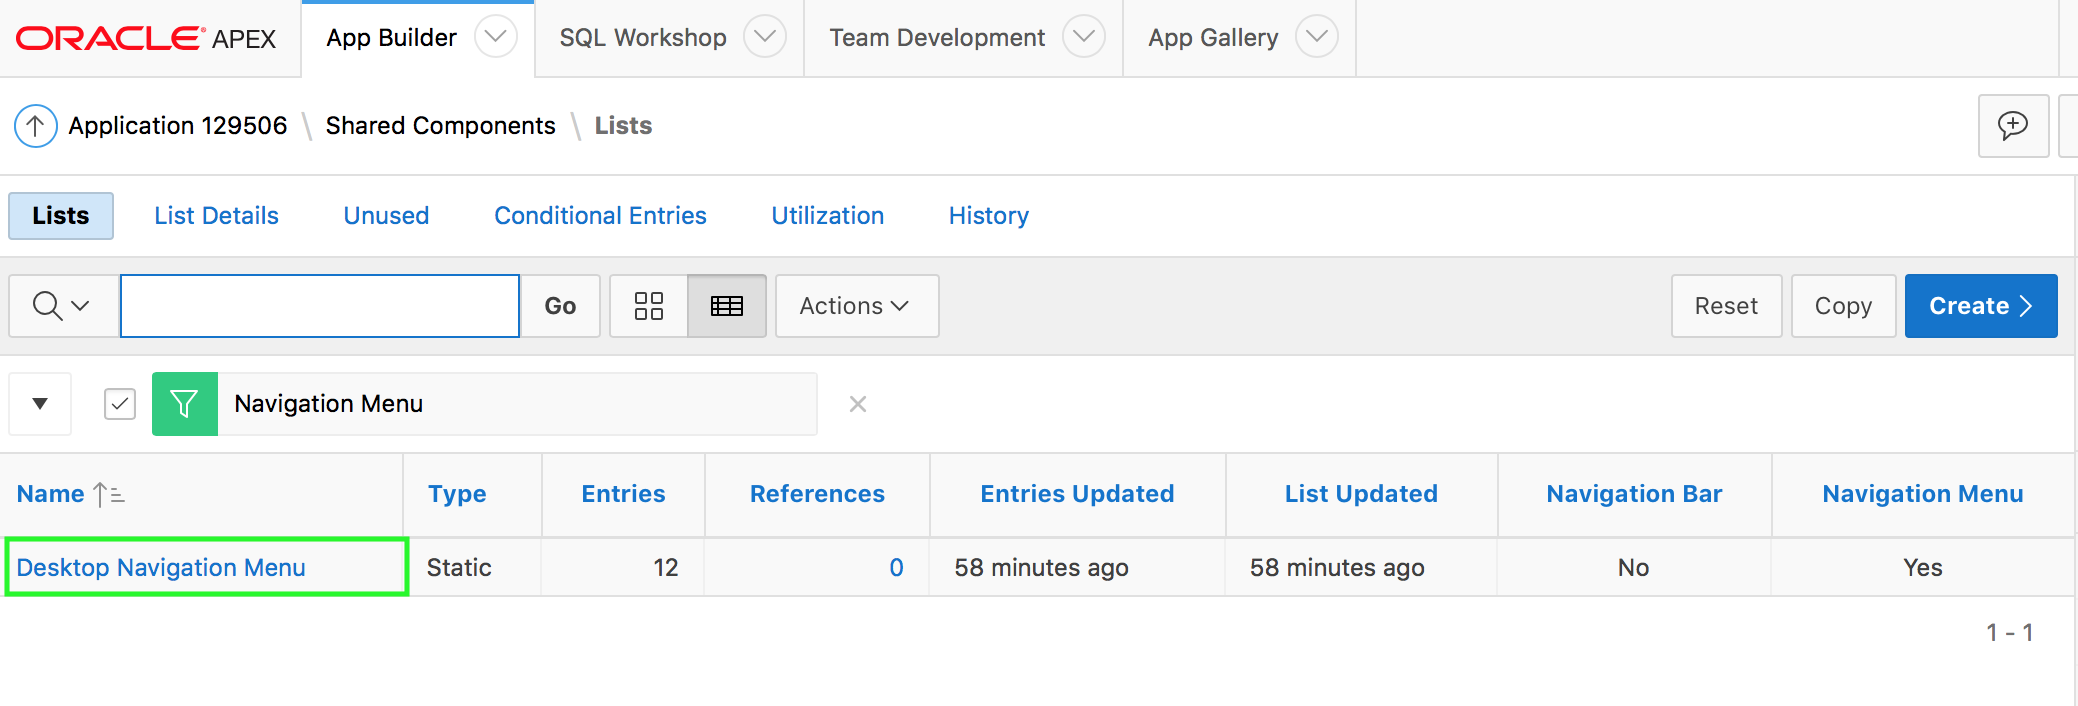 ORACLE® APEX App Builder SQL Workshop Team Development App Gallery
Application 129506 \ Shared Components \ Lists
Lists List Details Unused Conditional Entries Utilization History
Go Actions Reset Copy Create
Navigation Menu
Name Type Entries References Entries Updated List Updated Navigation Bar Navigation Menu
Desktop Navigation Menu Static 12 0 58 minutes ago 58 minutes ago No Yes
1 - 1